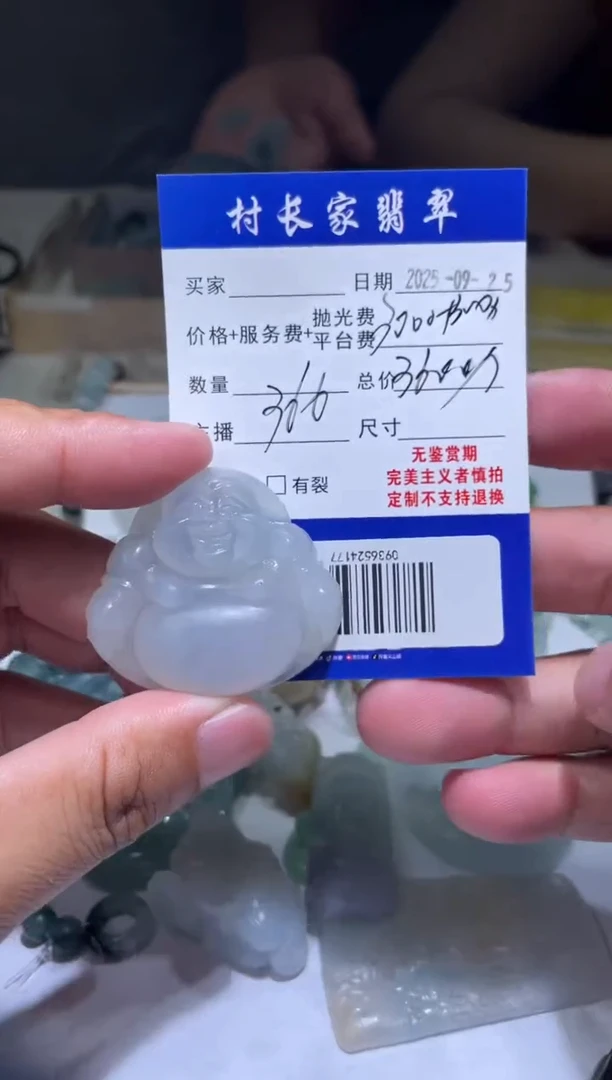 村长家翡翠
买家 日期 2025-09-25
抛光费
价格+服务费+平台费
数量 366 总价
主播 尺寸
无鉴赏期
有裂 完美主义者慎拍
定制不支持退换
0936524177